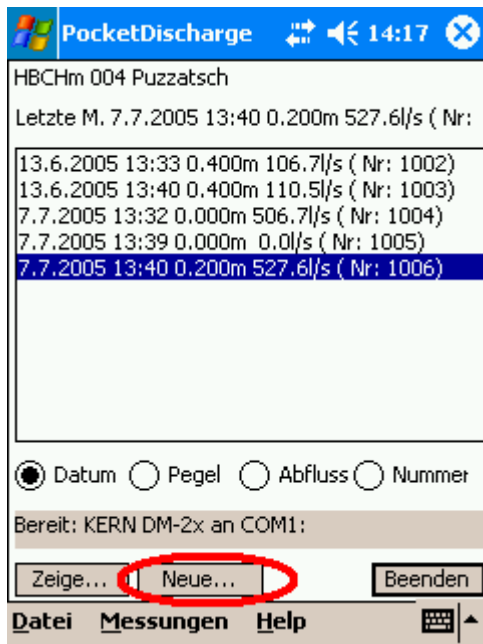 PocketDischarge 14:17
HBCHm 004 Puzzatsch
Letzte M. 7.7.2005 13:40 0.200m 527.6l/s ( Nr:
13.6.2005 13:33 0.400m 106.7l/s ( Nr: 1002)
13.6.2005 13:40 0.400m 110.5l/s ( Nr: 1003)
7.7.2005 13:32 0.000m 506.7l/s ( Nr: 1004)
7.7.2005 13:39 0.000m 0.0l/s ( Nr: 1005)
7.7.2005 13:40 0.200m 527.6l/s ( Nr: 1006)
Datum Pegel Abfluss Nummer
Bereit: KERN DM-2x an COM1:
Zeige... Neue... Beenden
Datei Messungen Help